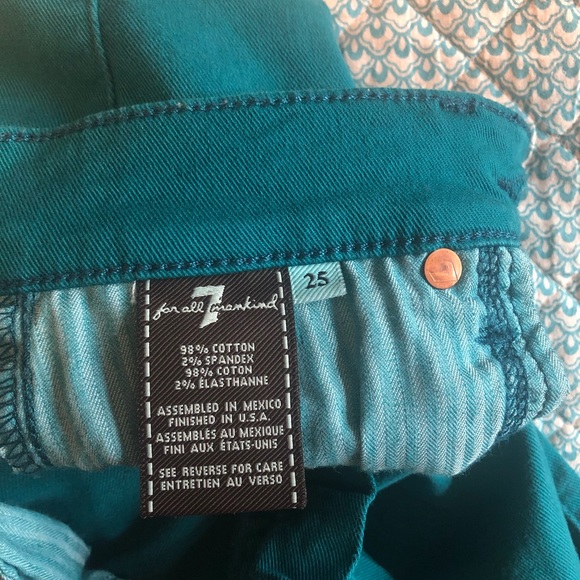 7
for all mankind
25
98% COTTON
2% SPANDEX
98% COTON
2% ÉLASTHANNE
ASSEMBLED IN MEXICO
FINISHED IN U.S.A.
ASSEMBLÉS AU MEXIQUE
FINI AUX ÉTATS-UNIS
SEE REVERSE FOR CARE
ENTRETIEN AU VERSO